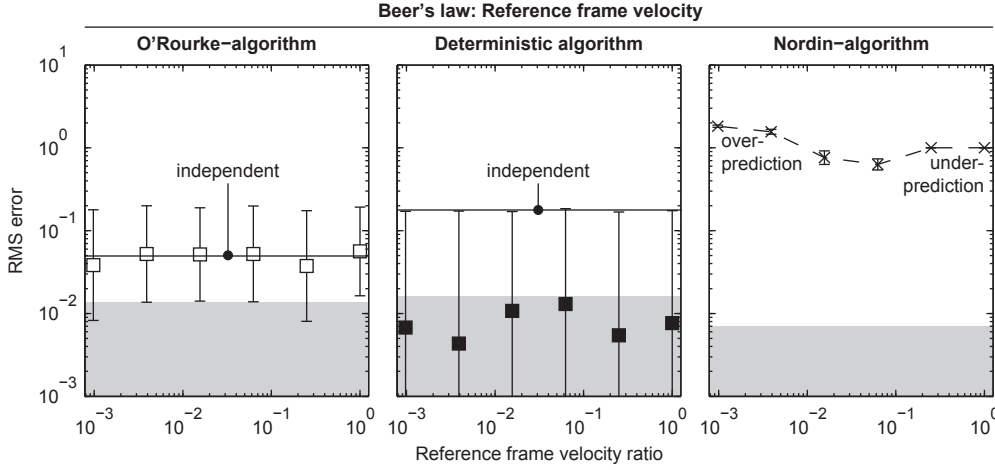 Beer's law: Reference frame velocity
O'Rourke−algorithm
Deterministic algorithm
Nordin−algorithm
RMS error
10^1
10^0
10^−1
10^−2
10^−3
independent
independent
over-
prediction
under-
prediction
10^−3 10^−2 10^−1 10^0
10^−3 10^−2 10^−1 10^0
10^−3 10^−2 10^−1 10^0
Reference frame velocity ratio